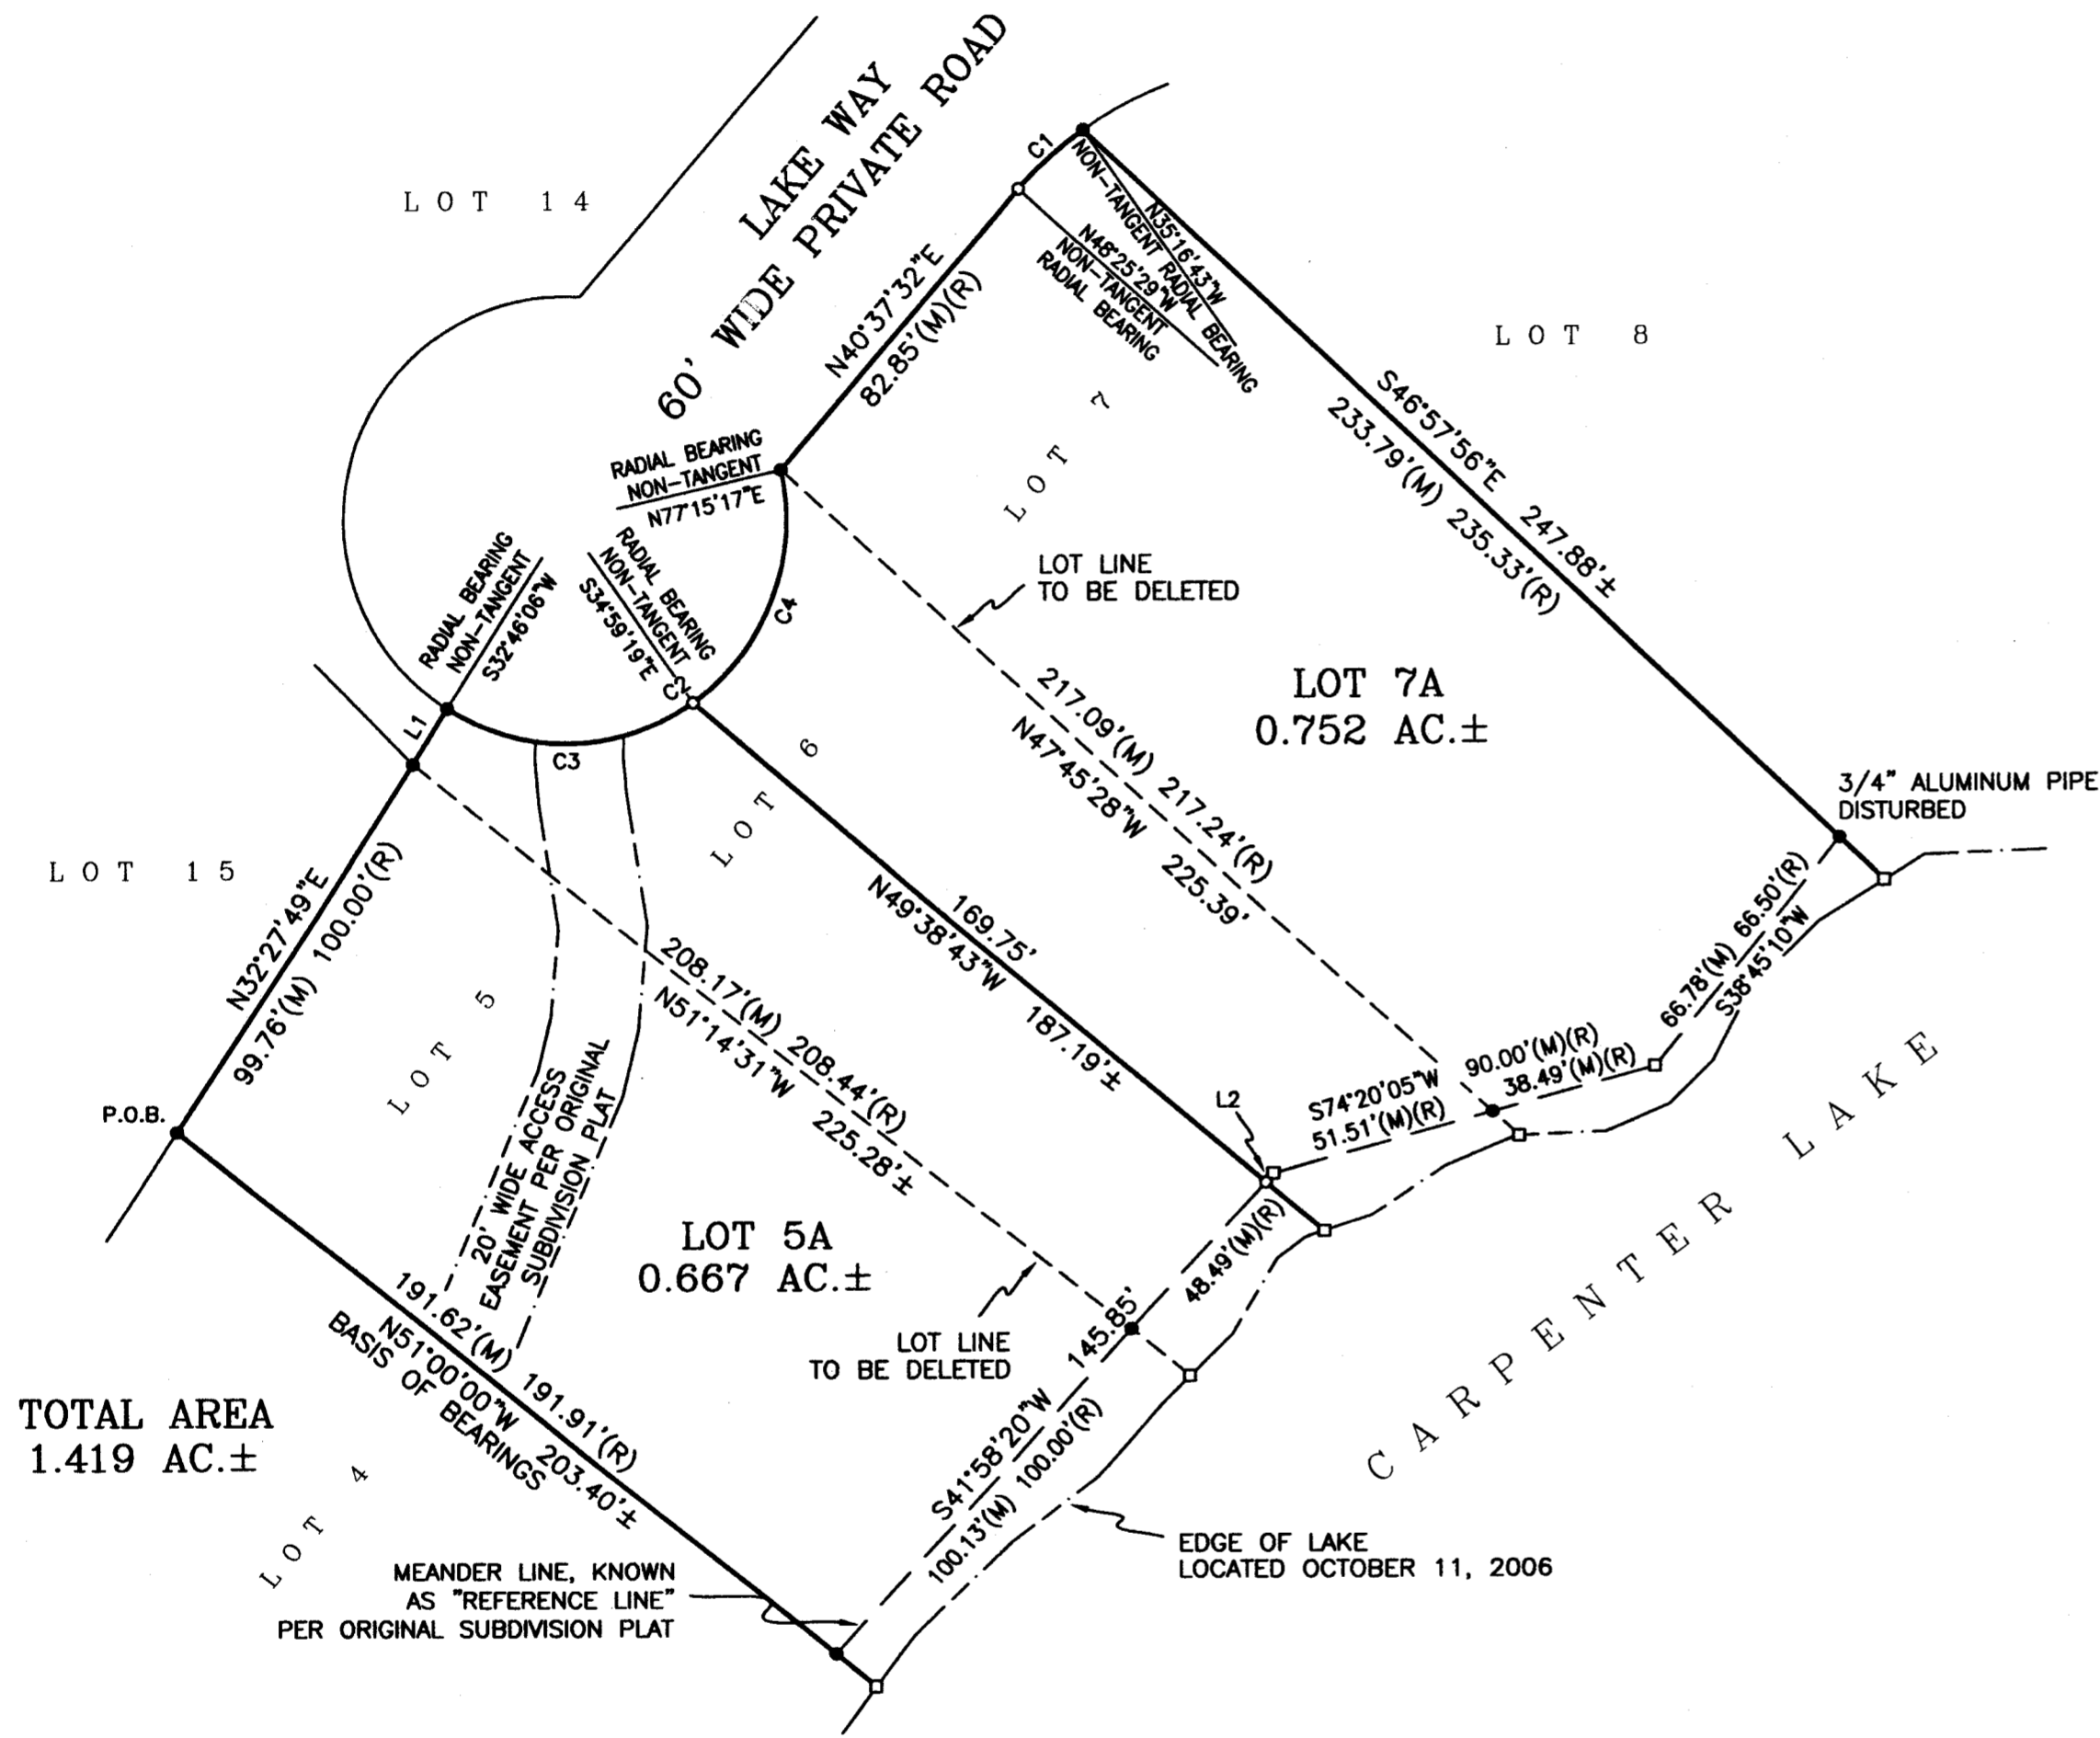 LAKE WAY
60' WIDE PRIVATE ROAD
LOT 14
C1
NON-TANGENT RADIAL BEARING
N35°16'43"W
N48°25'29"W
NON-TANGENT
RADIAL BEARING
N40°37'32"E
82.85'(M)(R)
LOT 8
S46°57'56"E 247.88'±
233.79'(M) 235.33'(R)
LOT 7
RADIAL BEARING
NON-TANGENT
N77°15'17"E
RADIAL BEARING
NON-TANGENT
S34°59'19"E
RADIAL BEARING
NON-TANGENT
S32°46'06"W
C2
C4
C3
L1
LOT LINE
TO BE DELETED
LOT 7A
0.752 AC.±
217.09'(M) 217.24'(R)
N47°45'28"W 225.39'
3/4" ALUMINUM PIPE
DISTURBED
LOT 6
LOT 15
N32°27'49"E
99.76'(M) 100.00'(R)
169.75'
N49°38'43"W 187.19'±
66.78'(M) 66.50'(R)
S38°45'10"W
208.17'(M) 208.44'(R)
N51°14'31"W 225.28'±
LOT 5
90.00'(M)(R)
S74°20'05"W 38.49'(M)(R)
51.51'(M)(R)
L2
P.O.B.
20' WIDE ACCESS
EASEMENT PER ORIGINAL
SUBDIVISION PLAT
LOT 5A
0.667 AC.±
48.49'(M)(R)
LOT LINE
TO BE DELETED
CARPENTER LAKE
191.62'(M) 191.91'(R)
N51°00'00"W 203.40'±
BASIS OF BEARINGS
S41°58'20"W 145.85'
100.13'(M) 100.00'(R)
TOTAL AREA
1.419 AC.±
LOT 4
EDGE OF LAKE
LOCATED OCTOBER 11, 2006
MEANDER LINE, KNOWN
AS "REFERENCE LINE"
PER ORIGINAL SUBDIVISION PLAT